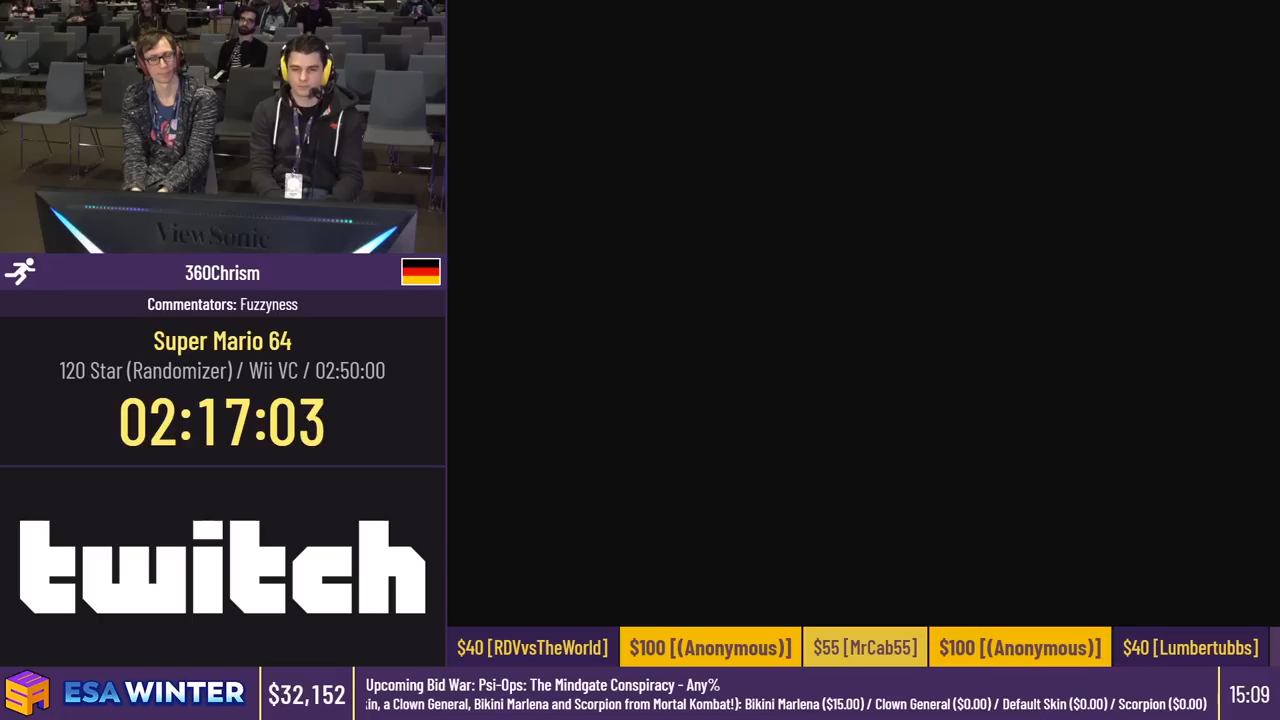 ViewSonic
360Chrism
Commentators: Fuzzyness
Super Mario 64
120 Star (Randomizer) / Wii VC / 02:50:00
02:17:03
twitch
$40 [RDVvsTheWorld] $100 [(Anonymous)] $55 [MrCab55] $100 [(Anonymous)] $40 [Lumbertubbs]
ESA WINTER
$32,152
Upcoming Bid War: Psi-Ops: The Mindgate Conspiracy - Any%
in, a Clown General, Bikini Marlena and Scorpion from Mortal Kombat!): Bikini Marlena ($15.00) / Clown General ($0.00) / Default Skin ($0.00) / Scorpion ($0.00)
15:09